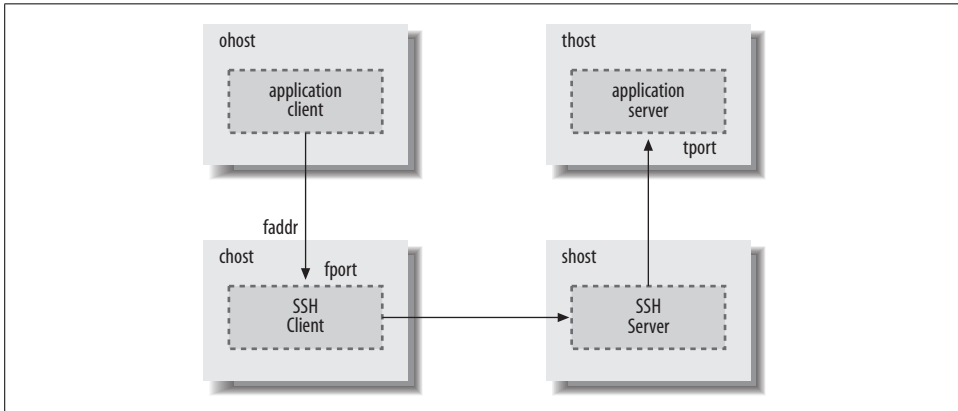 ohost
application
client
thost
application
server
tport
faddr
chost
fport
SSH
Client
shost
SSH
Server